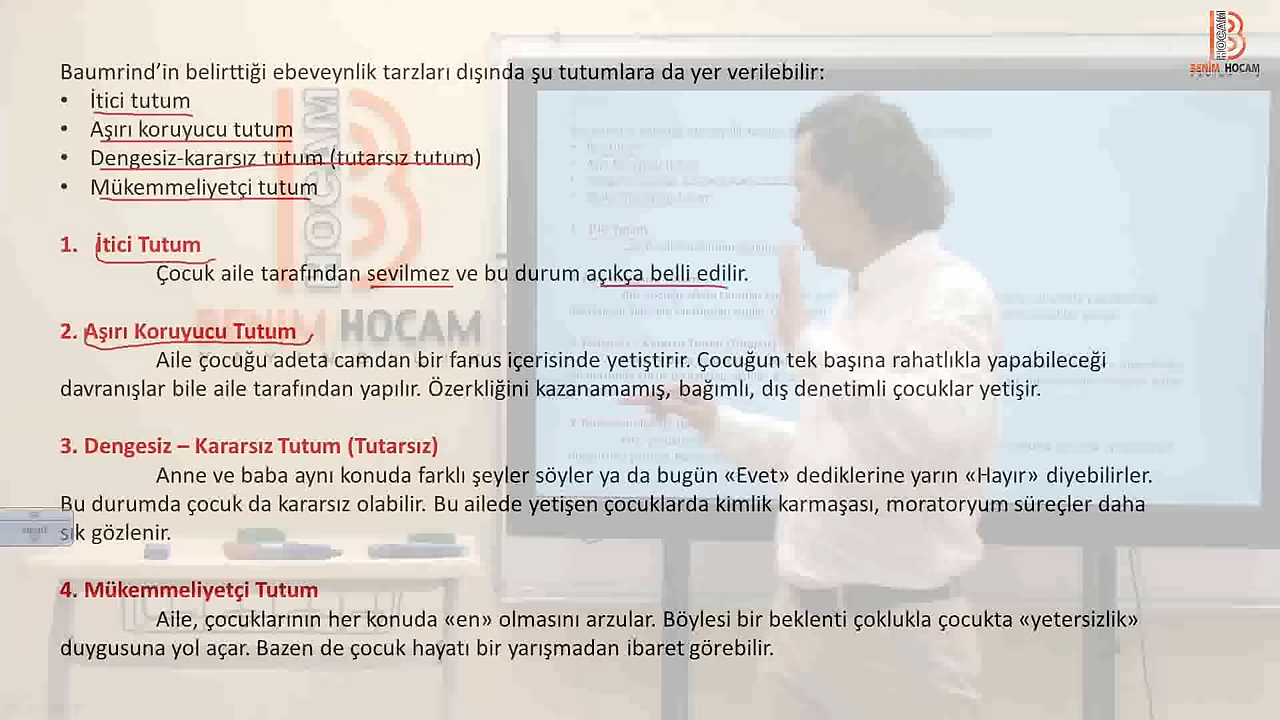 BENİM HOCAM
Baumrind'in belirttiği ebeveynlik tarzları dışında şu tutumlara da yer verilebilir:
• İtici tutum
• Aşırı koruyucu tutum
• Dengesiz-kararsız tutum (tutarsız tutum)
• Mükemmeliyetçi tutum
1. İtici Tutum
Çocuk aile tarafından sevilmez ve bu durum açıkça belli edilir.
2. Aşırı Koruyucu Tutum
BENİM HOCAM
Aile çocuğu adeta camdan bir fanus içerisinde yetiştirir. Çocuğun tek başına rahatlıkla yapabileceği
davranışlar bile aile tarafından yapılır. Özerkliğini kazanamamış, bağımlı, dış denetimli çocuklar yetişir.
3. Dengesiz – Kararsız Tutum (Tutarsız)
Anne ve baba aynı konuda farklı şeyler söyler ya da bugün «Evet» dediklerine yarın «Hayır» diyebilirler.
Bu durumda çocuk da kararsız olabilir. Bu ailede yetişen çocuklarda kimlik karmaşası, moratoryum süreçler daha
sık gözlenir.
4. Mükemmeliyetçi Tutum
Aile, çocuklarının her konuda «en» olmasını arzular. Böylesi bir beklenti çoklukla çocukta «yetersizlik»
duygusuna yol açar. Bazen de çocuk hayatı bir yarışmadan ibaret görebilir.